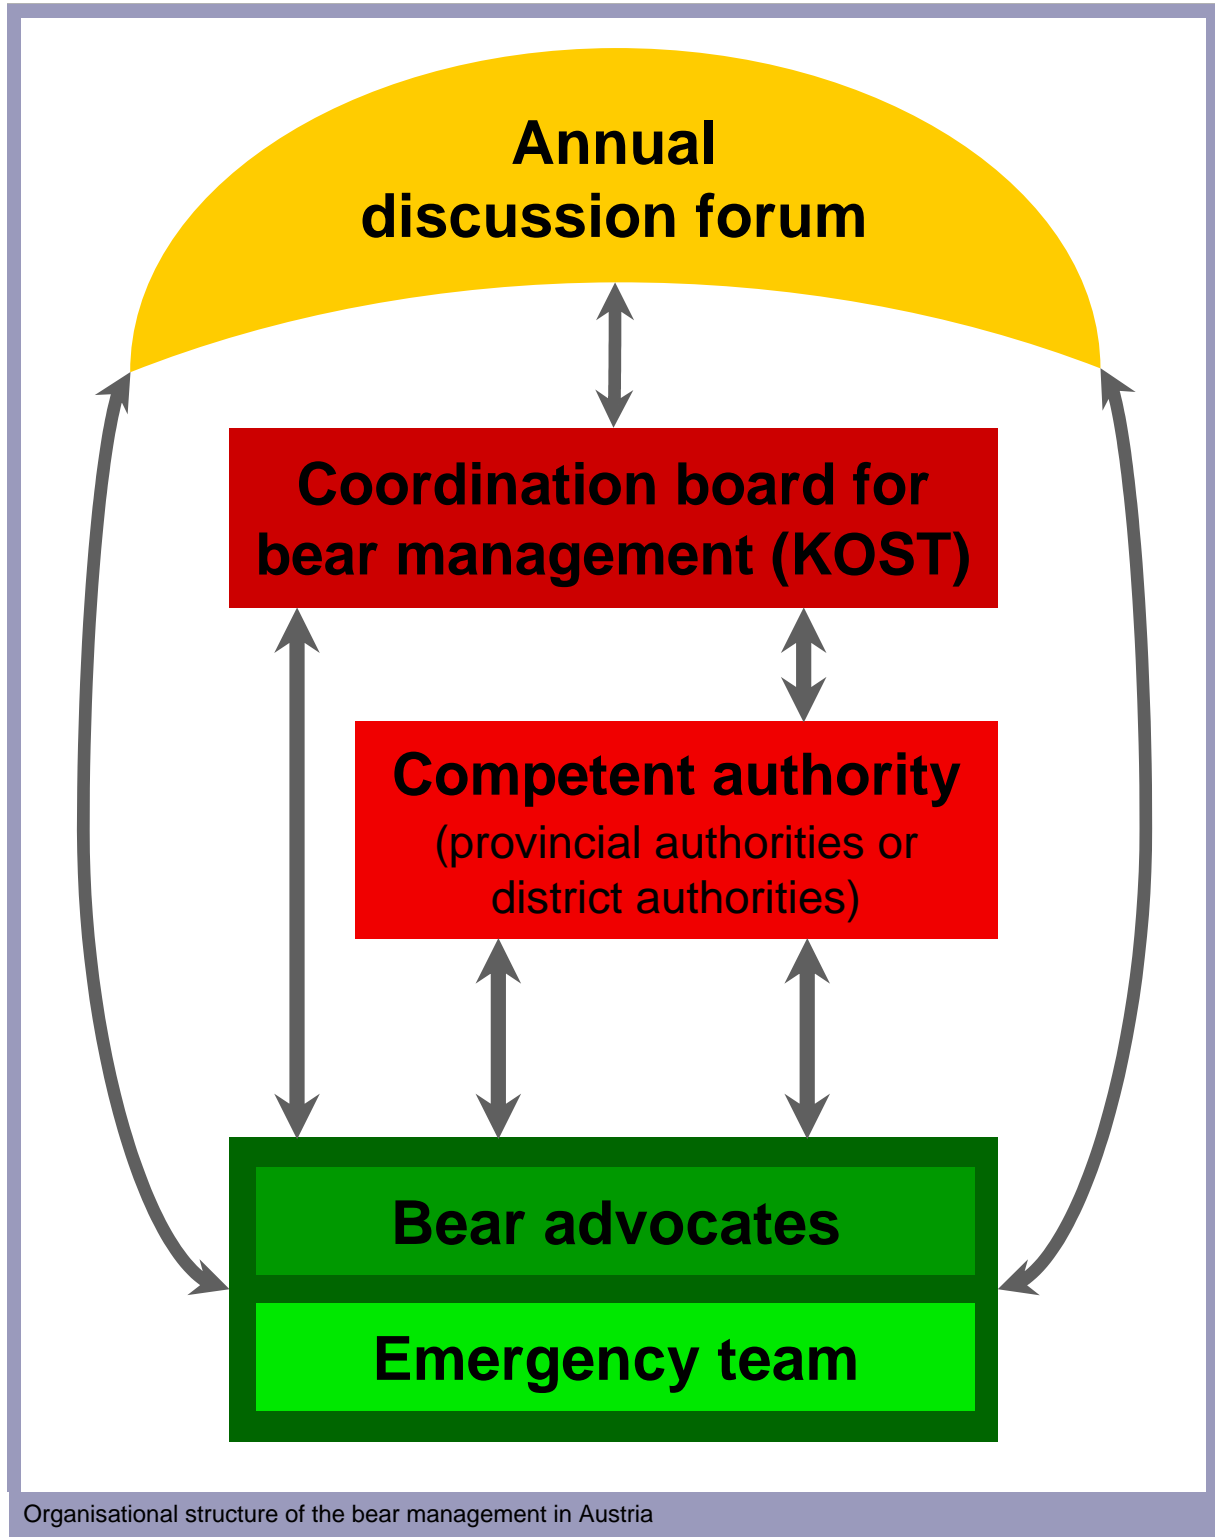 Annual
discussion forum
Coordination board for
bear management (KOST)
Competent authority
(provincial authorities or
district authorities)
Bear advocates
Emergency team
Organisational structure of the bear management in Austria